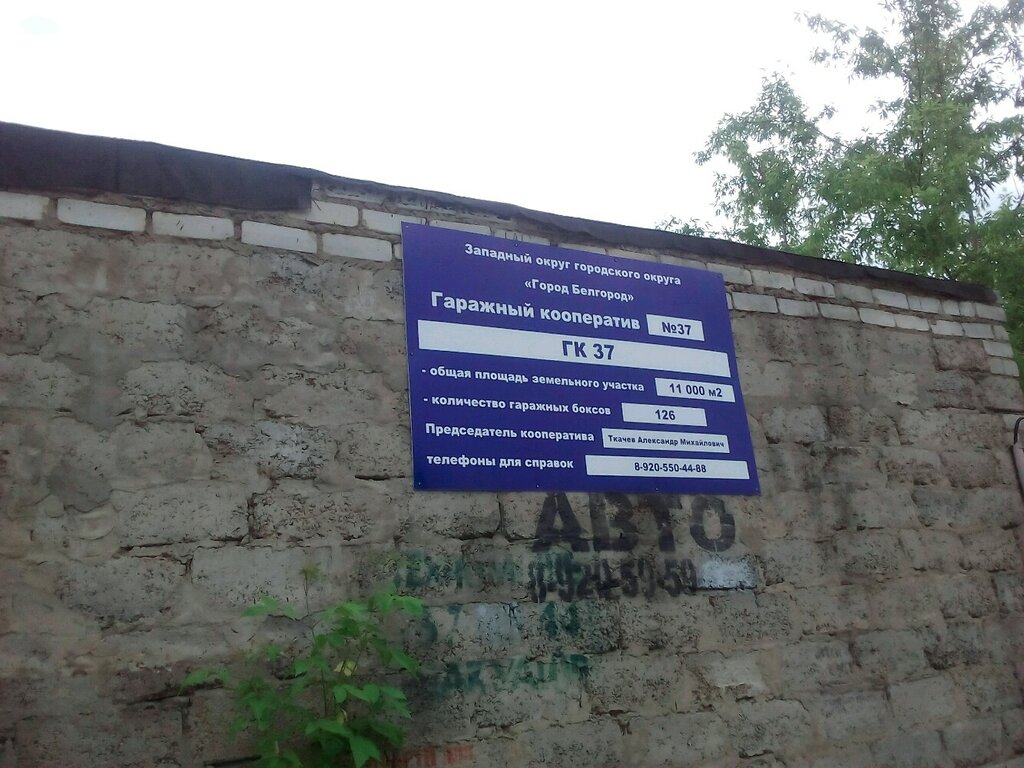 Западный округ городского округа
«Город Белгород»
Гаражный кооператив №37
ГК 37
- общая площадь земельного участка 11 000 м2
- количество гаражных боксов 126
Председатель кооператива Ткачев Александр Михайлович
телефоны для справок 8-920-550-44-88
АВТО